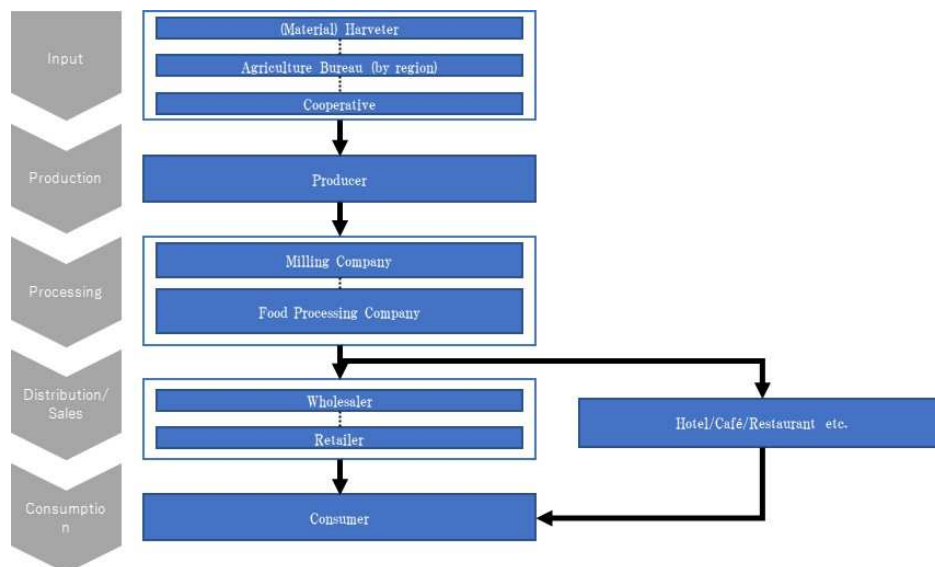 Input
(Material) Harveter
Agriculture Bureau (by region)
Cooperative
Production
Producer
Processing
Milling Company
Food Processing Company
Distribution/
Sales
Wholesaler
Retailer
Hotel/Café/Restaurant etc.
Consumptio
n
Consumer